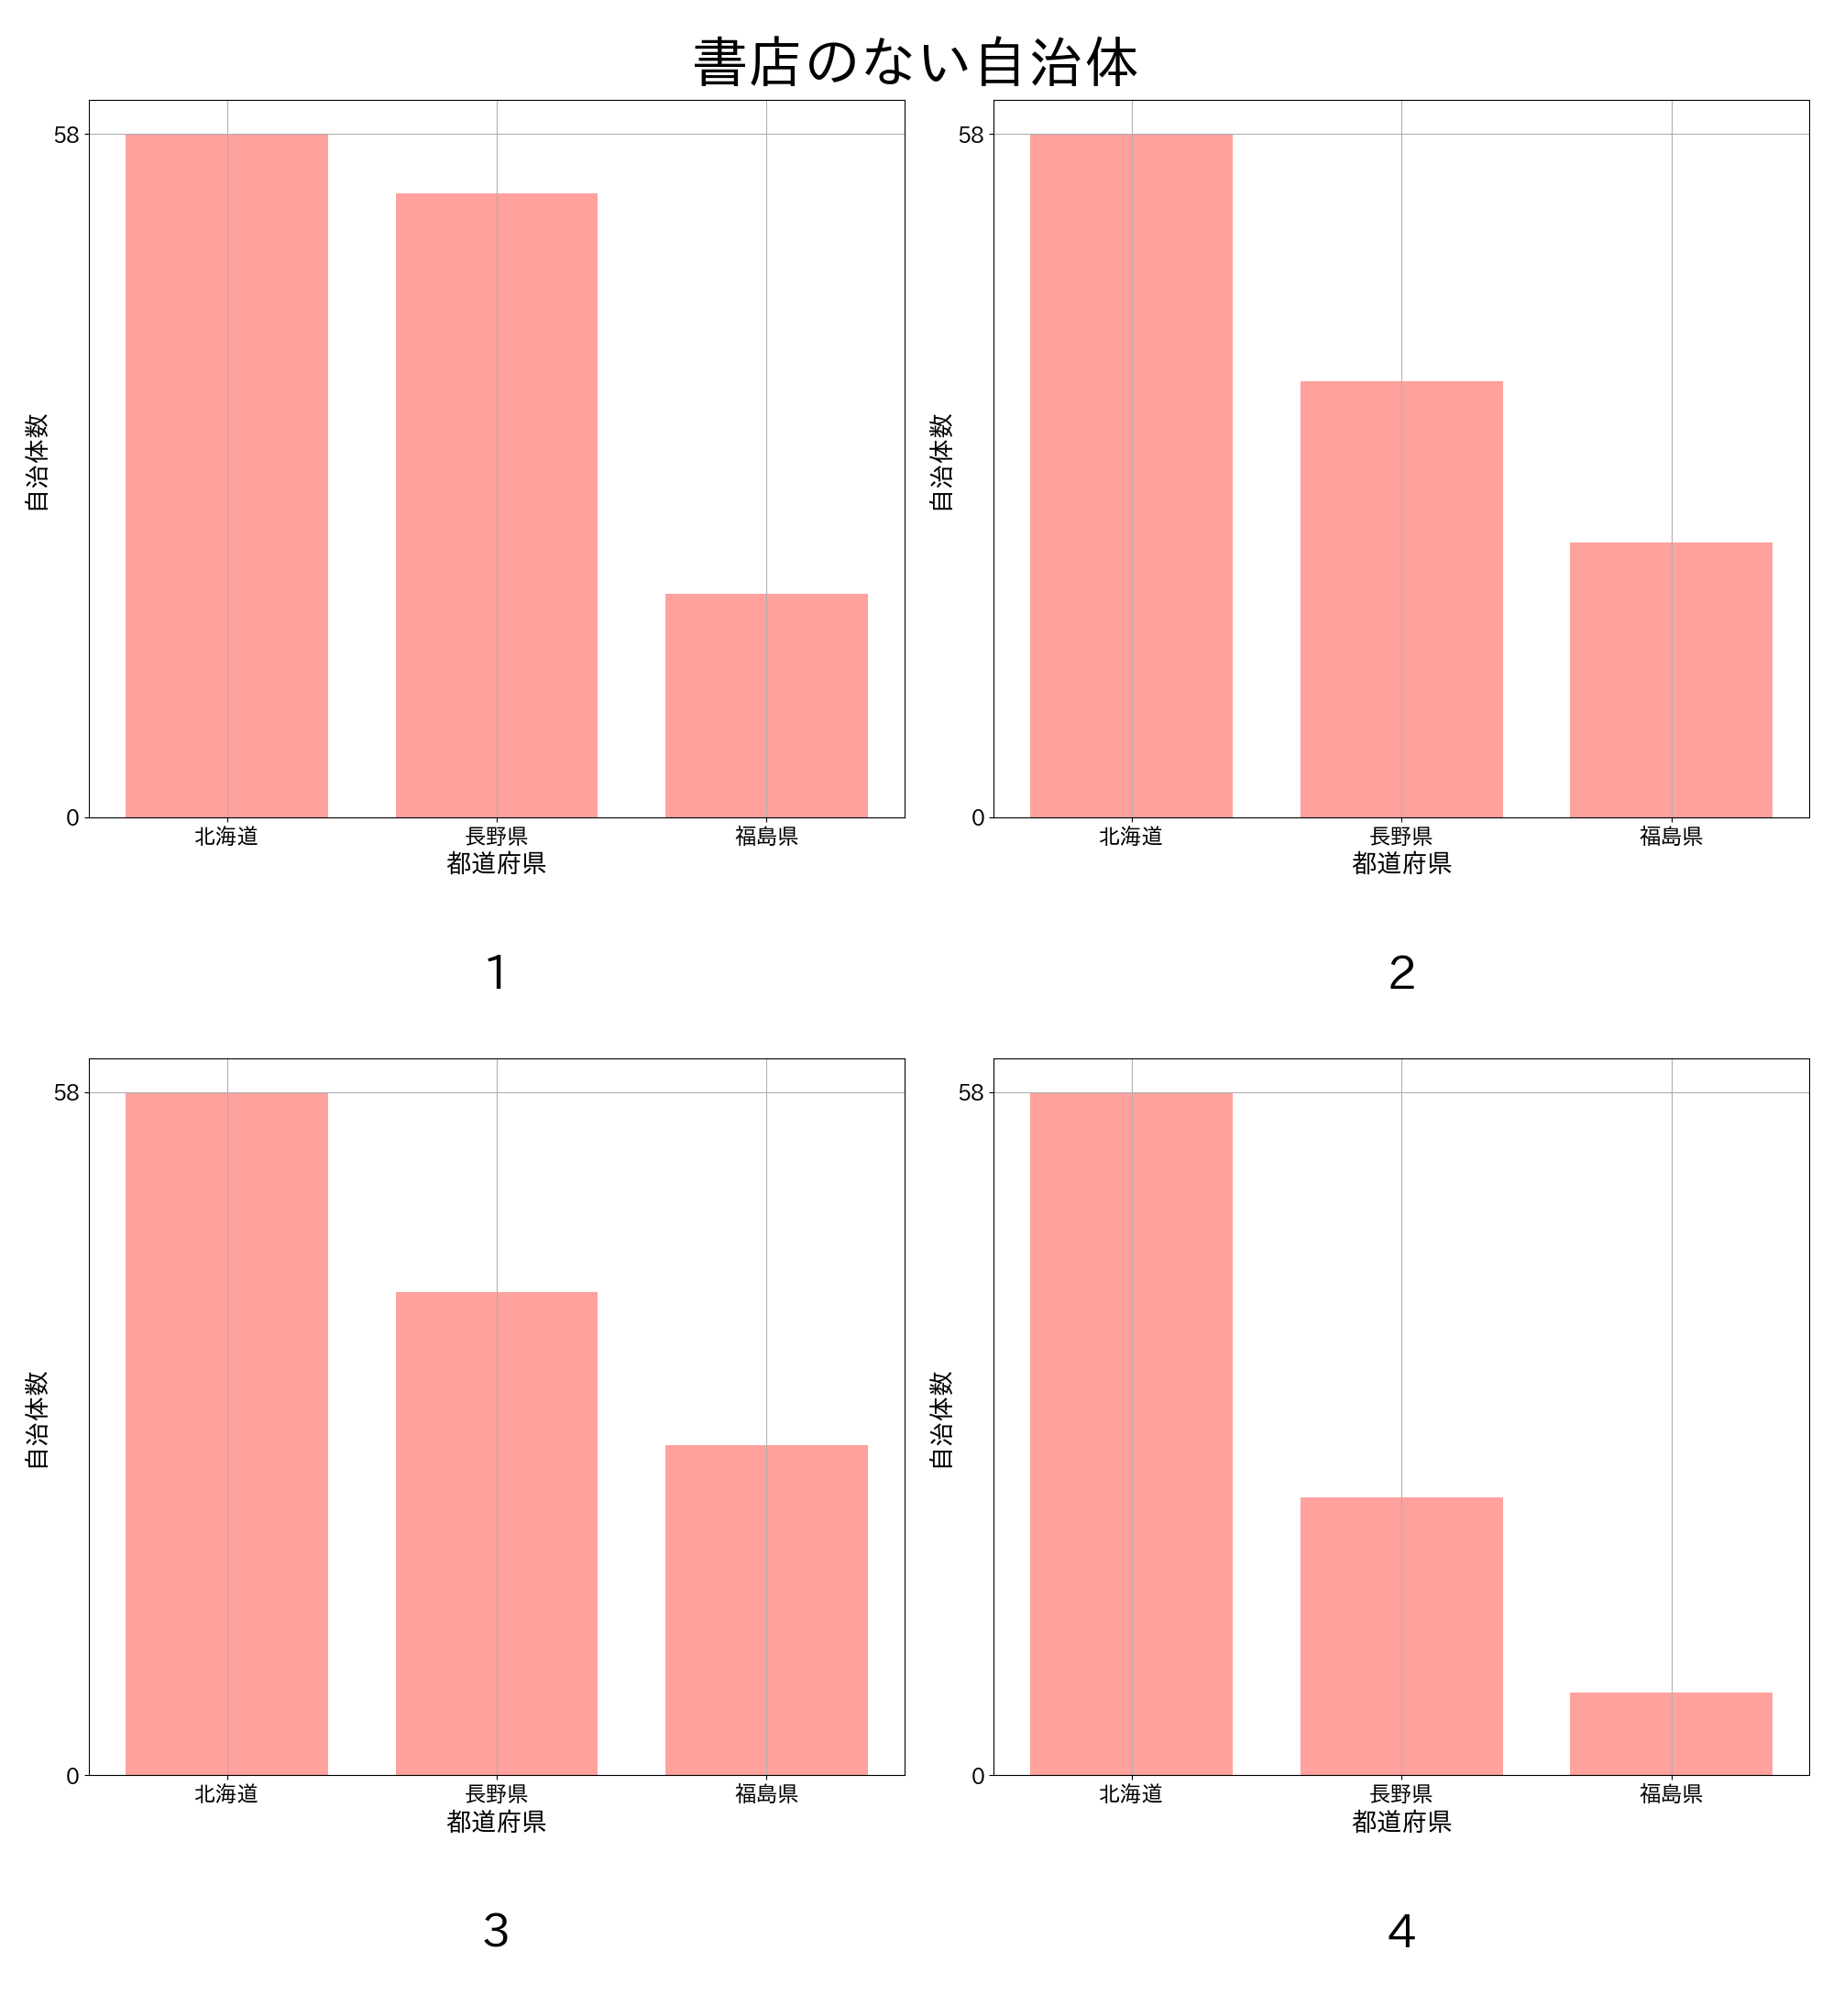 書店のない自治体
58
0
自治体数
北海道 長野県 福島県
都道府県
1
58
0
自治体数
北海道 長野県 福島県
都道府県
2
58
0
自治体数
北海道 長野県 福島県
都道府県
3
58
0
自治体数
北海道 長野県 福島県
都道府県
4